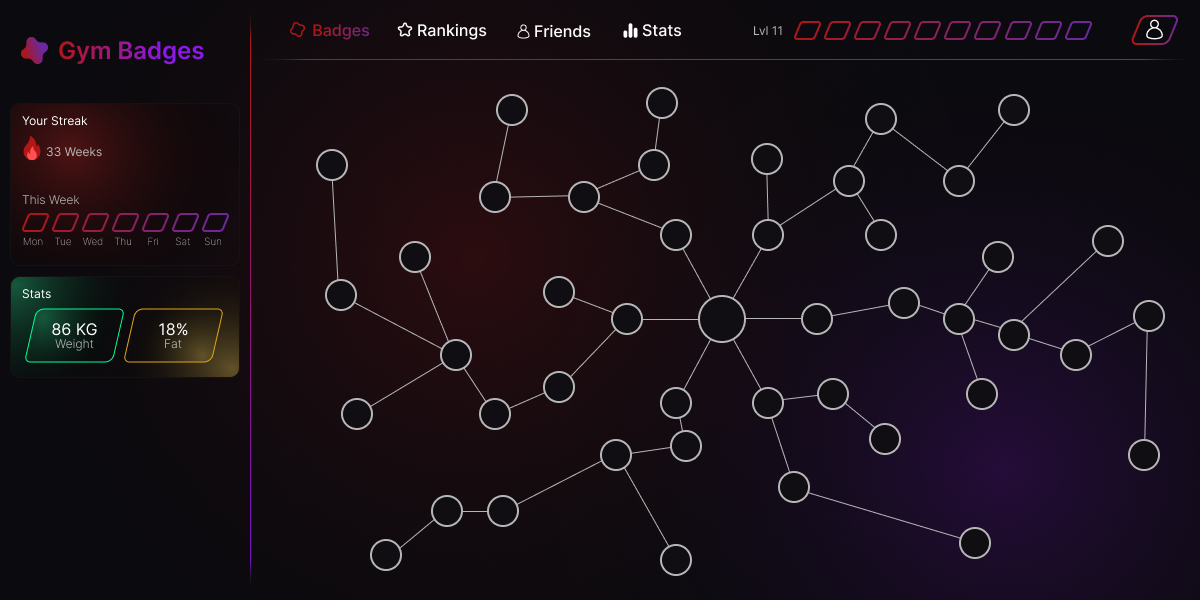 Gym Badges
Badges
Rankings
Friends
Stats
Lvl 11
Your Streak
33 Weeks
This Week
Mon Tue Wed Thu Fri Sat Sun
Stats
86 KG
Weight
18%
Fat